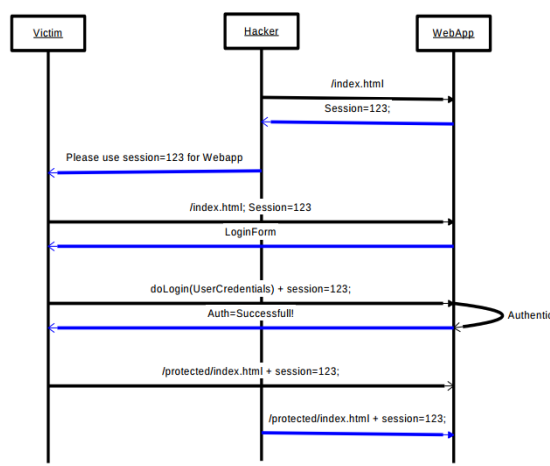 Victim
Hacker
WebApp
/index.html
Session=123;
Please use session=123 for Webapp
/index.html; Session=123
LoginForm
doLogin(UserCredentials) + session=123;
Auth=Successfull!
Authentic
/protected/index.html + session=123;
/protected/index.html + session=123;